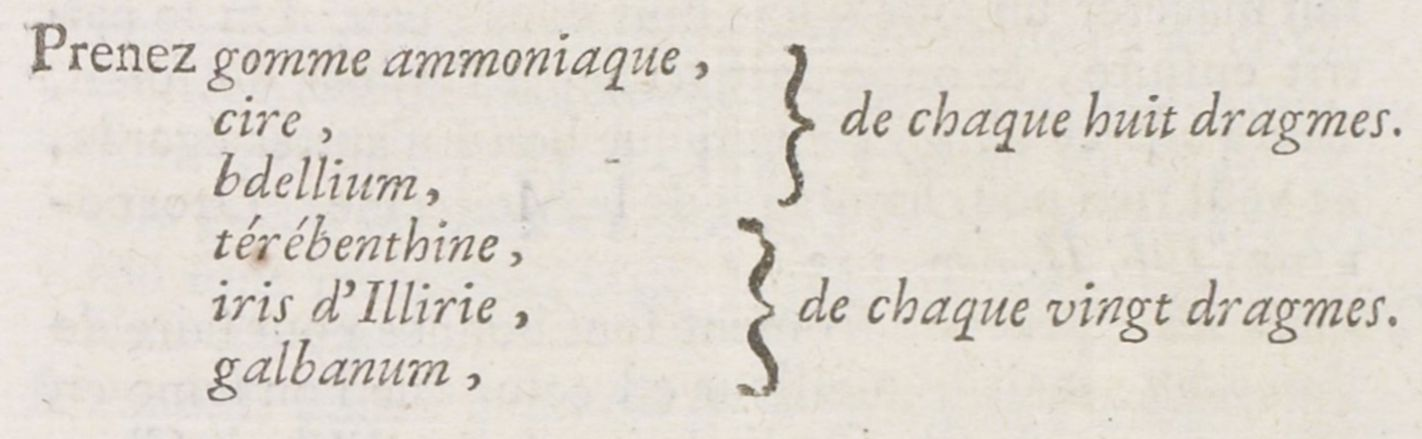 Prenez gomme ammoniaque ,
cire ,
bdellium ,
de chaque huit dragmes.
térébenthine ,
iris d'Illirie ,
galbanum ,
de chaque vingt dragmes.